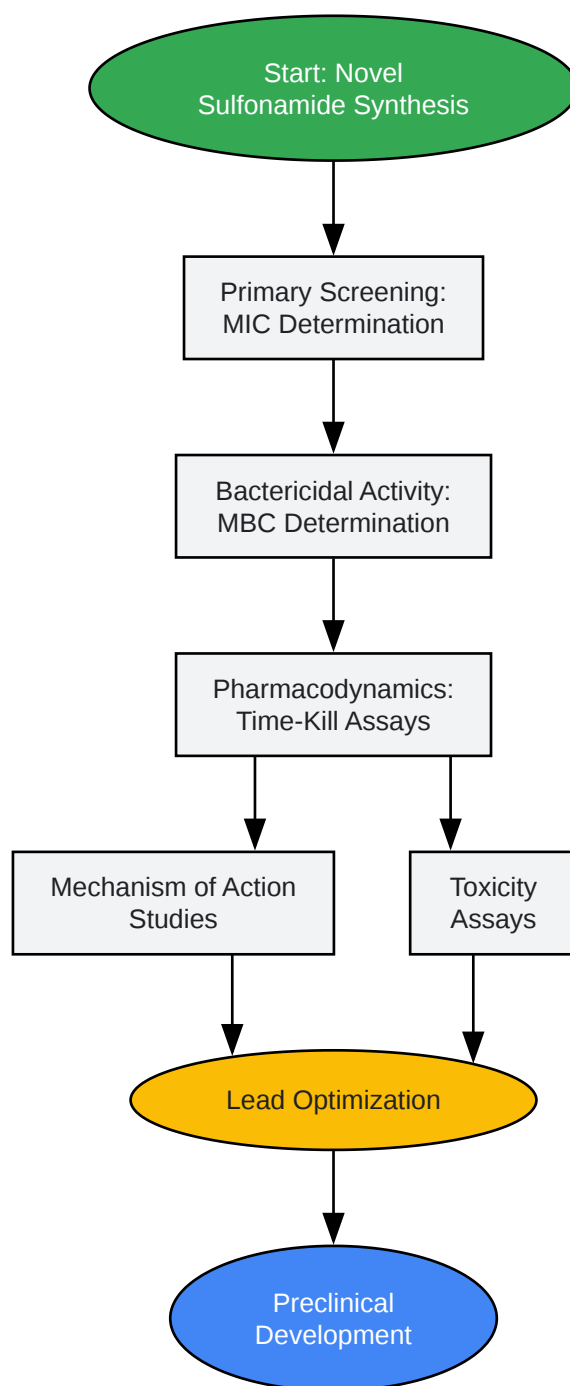 Start: Novel
Sulfonamide Synthesis
Primary Screening:
MIC Determination
Bactericidal Activity:
MBC Determination
Pharmacodynamics:
Time-Kill Assays
Mechanism of Action
Studies
Toxicity
Assays
Lead Optimization
Preclinical
Development